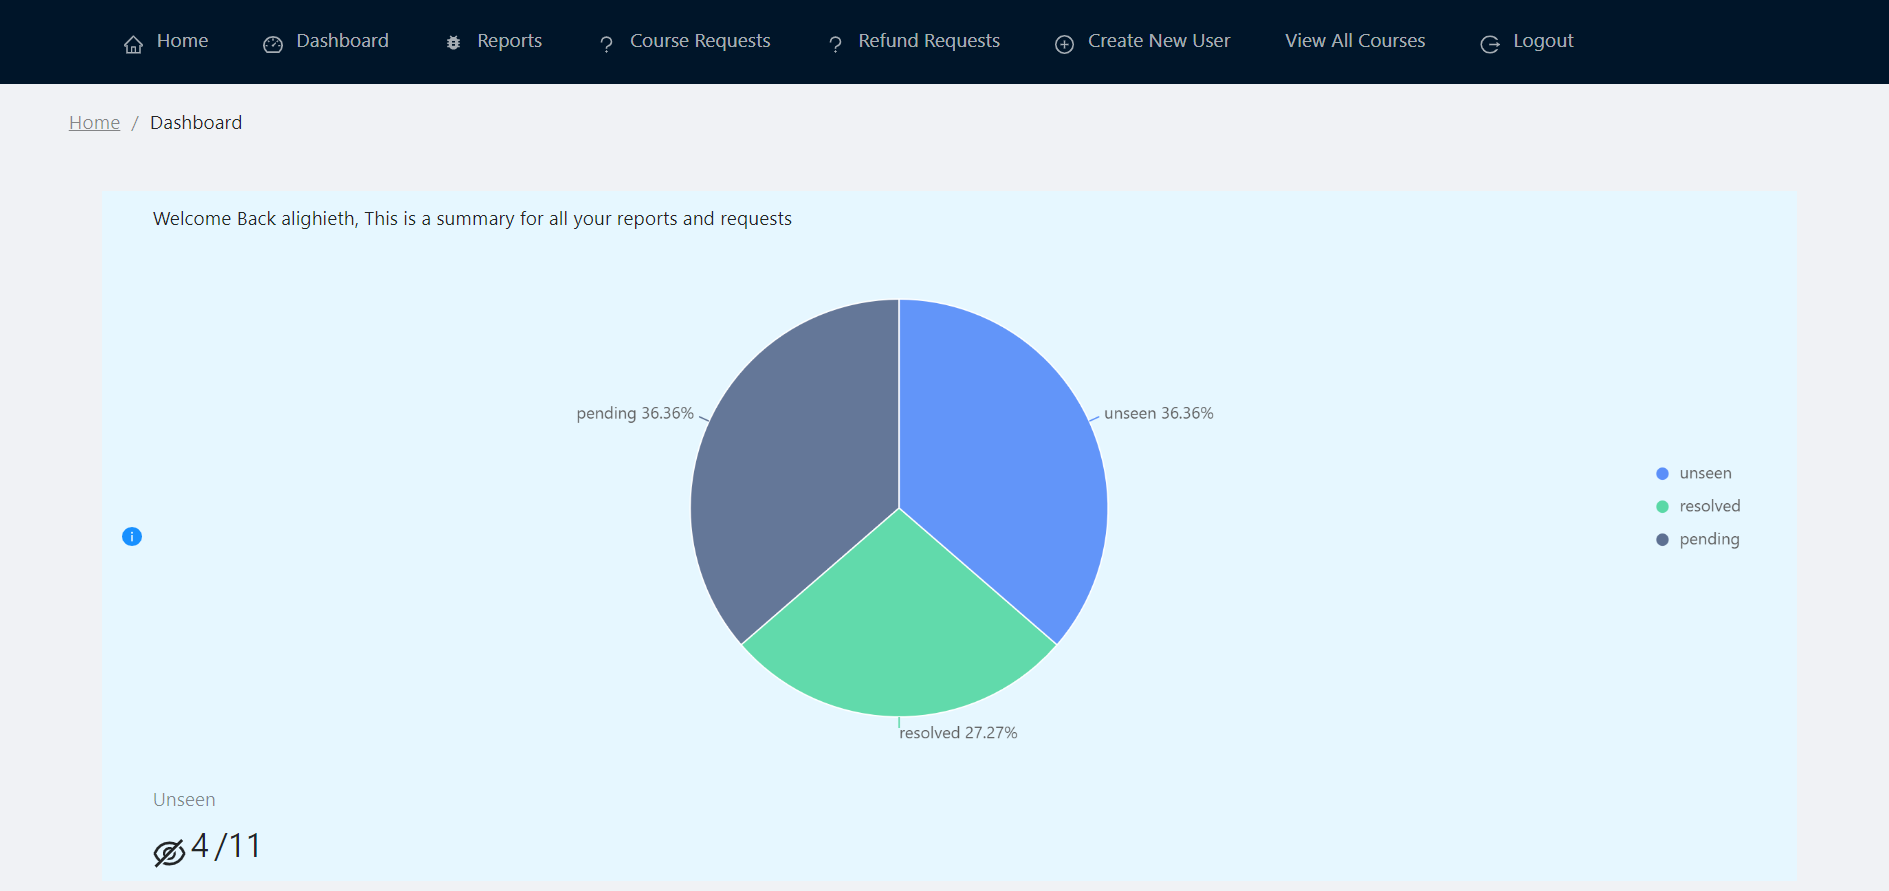 Home Dashboard Reports Course Requests Refund Requests Create New User View All Courses Logout
Home / Dashboard
Welcome Back alighieth, This is a summary for all your reports and requests
pending 36.36%
unseen 36.36%
unseen
resolved
pending
resolved 27.27%
Unseen
4 /11